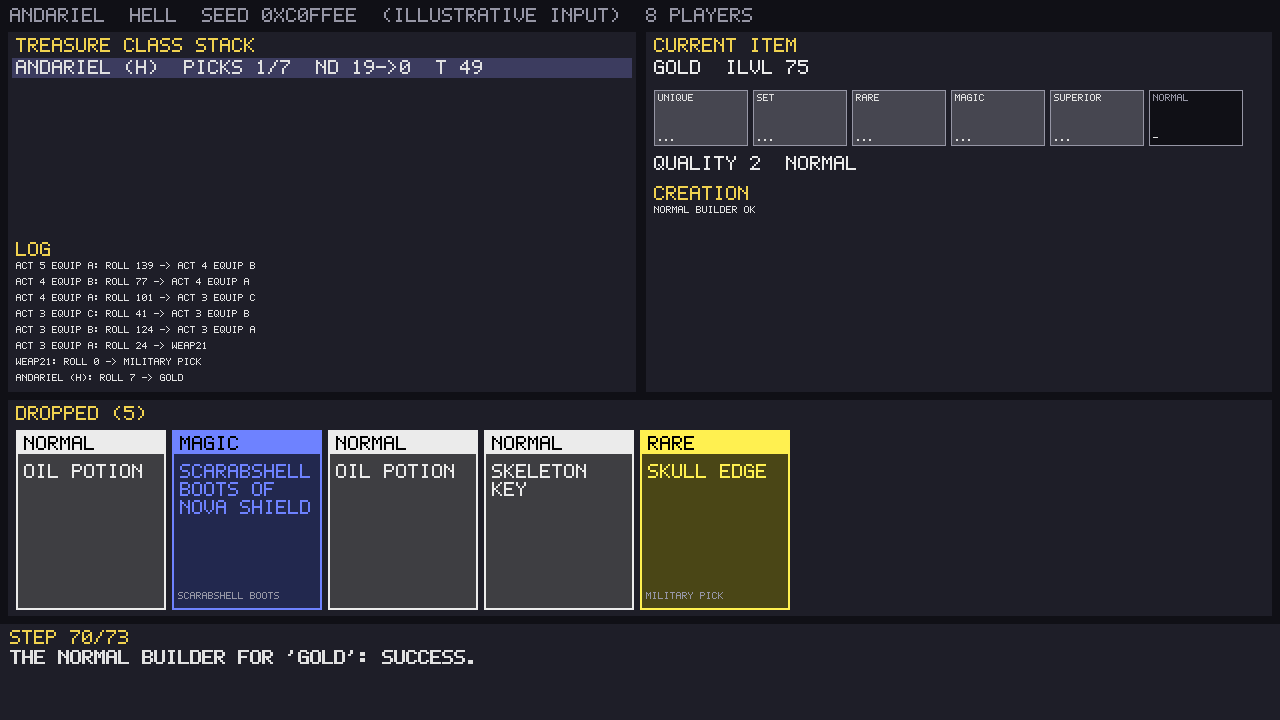 ANDARIEL HELL SEED 0XC0FFEE (ILLUSTRATIVE INPUT) 8 PLAYERS
TREASURE CLASS STACK
ANDARIEL (H) PICKS 1/7 ND 19->0 T 49
LOG
ACT 5 EQUIP A: ROLL 139 -> ACT 4 EQUIP B
ACT 4 EQUIP B: ROLL 77 -> ACT 4 EQUIP A
ACT 4 EQUIP A: ROLL 101 -> ACT 3 EQUIP C
ACT 3 EQUIP C: ROLL 41 -> ACT 3 EQUIP B
ACT 3 EQUIP B: ROLL 124 -> ACT 3 EQUIP A
ACT 3 EQUIP A: ROLL 24 -> WEAP21
WEAP21: ROLL 0 -> MILITARY PICK
ANDARIEL (H): ROLL 7 -> GOLD
CURRENT ITEM
GOLD ILVL 75
UNIQUE SET RARE MAGIC SUPERIOR NORMAL
... ... ... ... ... _
QUALITY 2 NORMAL
CREATION
NORMAL BUILDER OK
DROPPED (5)
NORMAL
OIL POTION
MAGIC
SCARABSHELL
BOOTS OF
NOVA SHIELD
SCARABSHELL BOOTS
NORMAL
OIL POTION
NORMAL
SKELETON
KEY
RARE
SKULL EDGE
MILITARY PICK
STEP 70/73
THE NORMAL BUILDER FOR 'GOLD': SUCCESS.